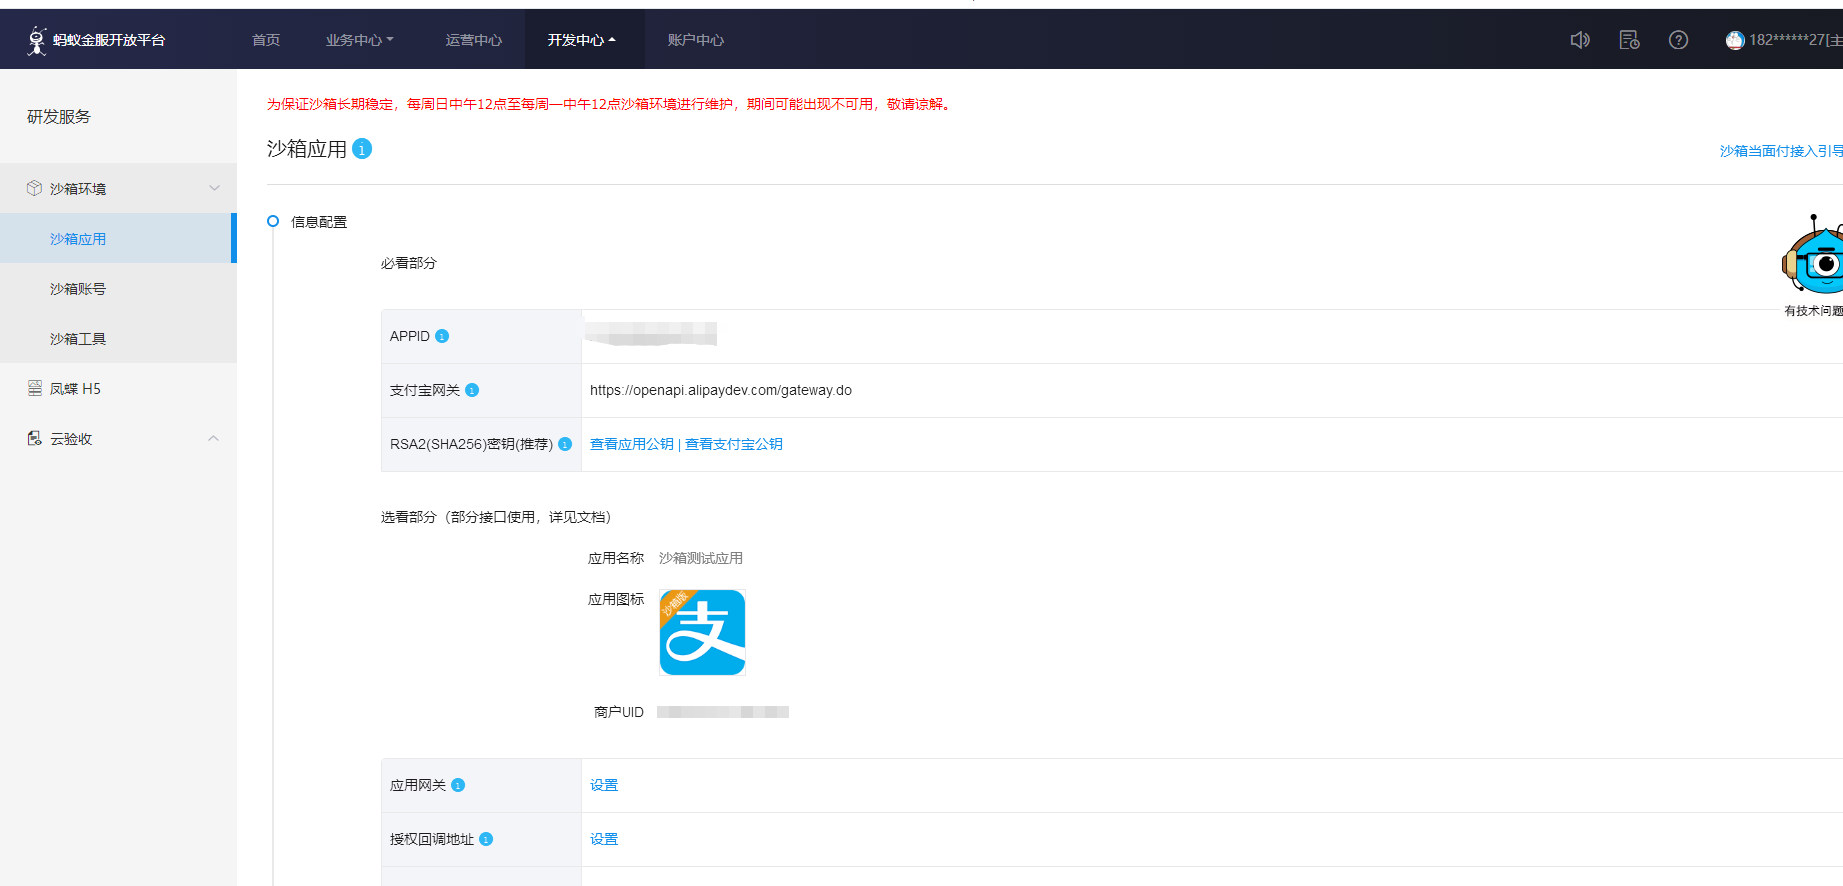 蚂蚁金服开放平台
首页 业务中心 运营中心 开发中心 账户中心
182******27[主
研发服务
沙箱环境
沙箱应用
沙箱账号
沙箱工具
凤蝶 H5
云验收
为保证沙箱长期稳定，每周日中午12点至每周一中午12点沙箱环境进行维护，期间可能出现不可用，敬请谅解。
沙箱应用
沙箱当面付接入引导
信息配置
必看部分
有技术问题
APPID
支付宝网关 https://openapi.alipaydev.com/gateway.do
RSA2(SHA256)密钥(推荐) 查看应用公钥 | 查看支付宝公钥
选看部分（部分接口使用，详见文档）
应用名称 沙箱测试应用
应用图标
沙箱版
支
商户UID
应用网关 设置
授权回调地址 设置